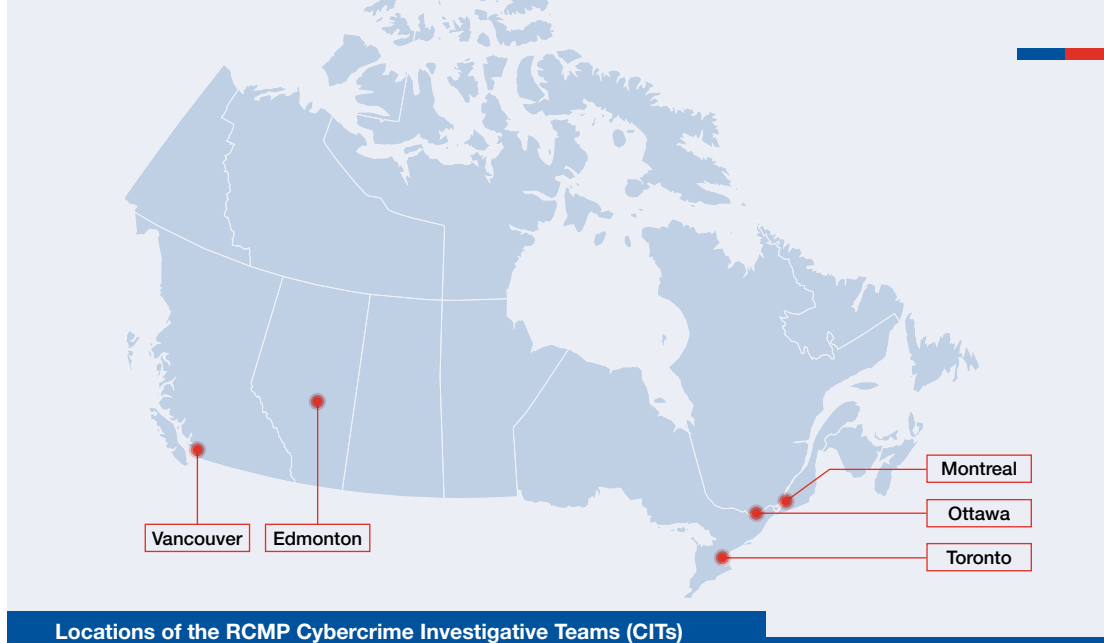 Montreal
Ottawa
Vancouver
Edmonton
Toronto
Locations of the RCMP Cybercrime Investigative Teams (CITs)